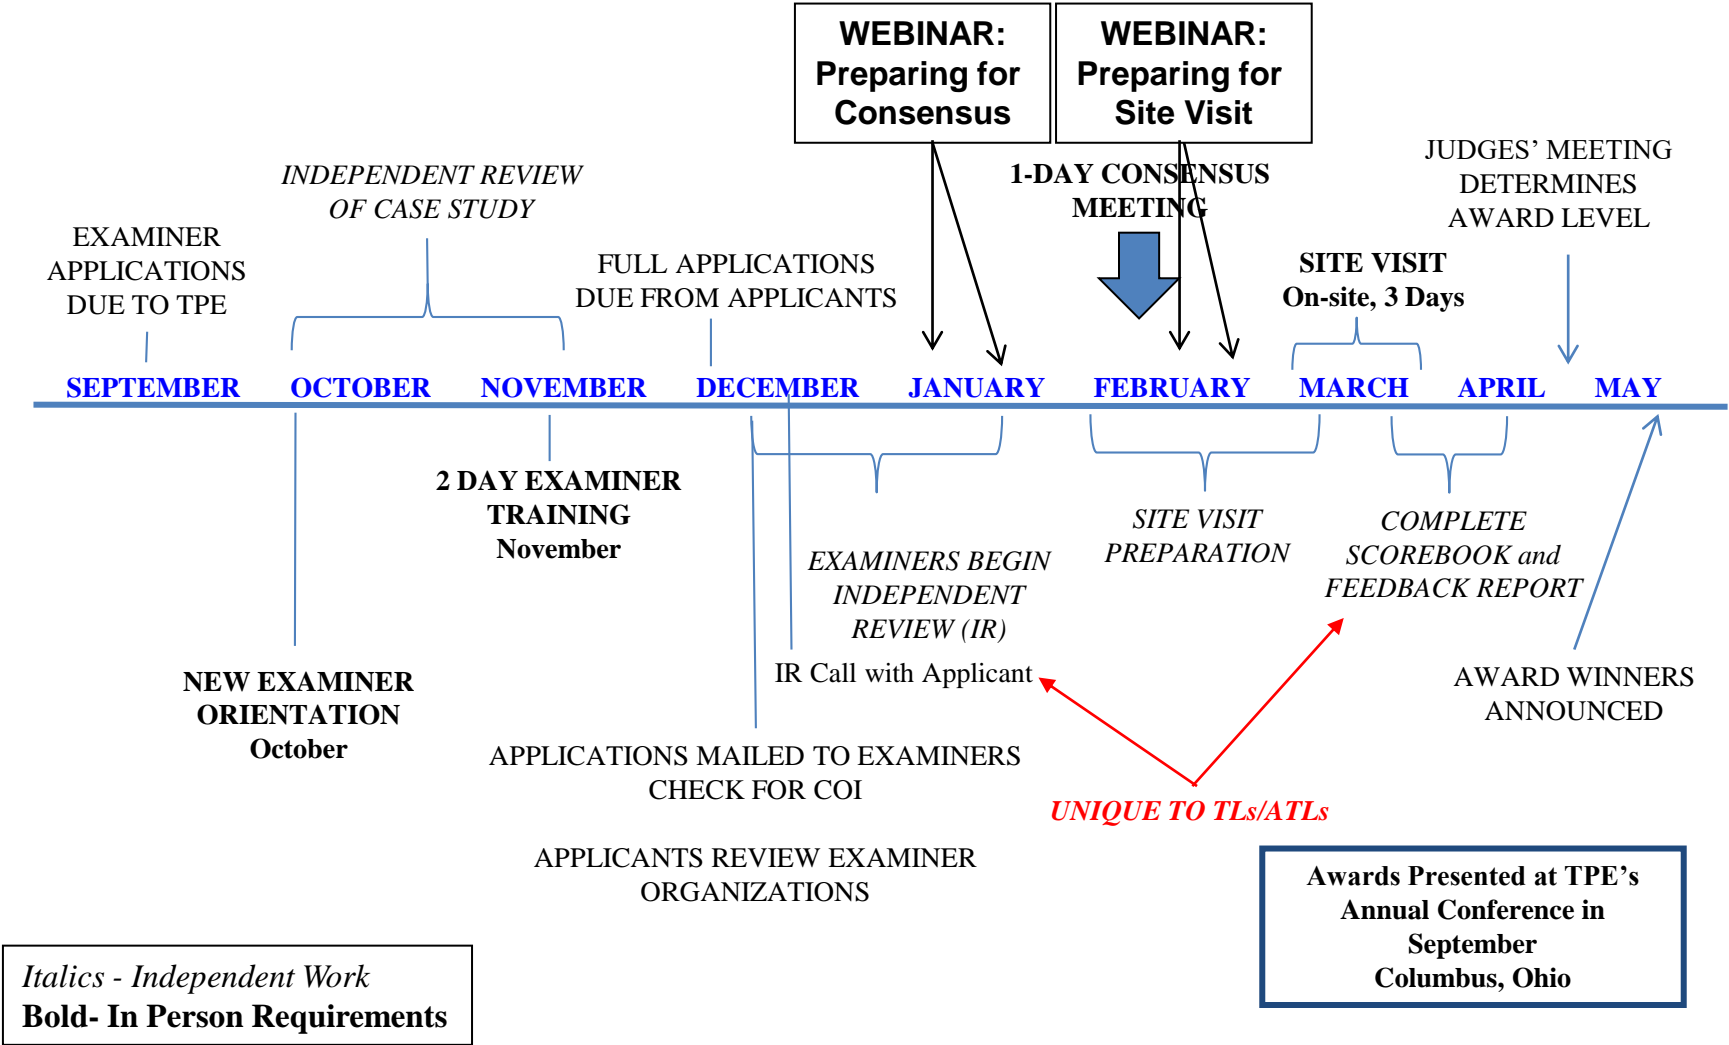 WEBINAR:
Preparing for
Consensus
WEBINAR:
Preparing for
Site Visit
INDEPENDENT REVIEW
OF CASE STUDY
1-DAY CONSENSUS
MEETING
JUDGES’ MEETING
DETERMINES
AWARD LEVEL
EXAMINER
APPLICATIONS
DUE TO TPE
FULL APPLICATIONS
DUE FROM APPLICANTS
SITE VISIT
On-site, 3 Days
SEPTEMBER OCTOBER NOVEMBER DECEMBER JANUARY FEBRUARY MARCH APRIL MAY
2 DAY EXAMINER
TRAINING
November
EXAMINERS BEGIN
INDEPENDENT
REVIEW (IR)
SITE VISIT
PREPARATION
COMPLETE
SCOREBOOK and
FEEDBACK REPORT
NEW EXAMINER
ORIENTATION
October
IR Call with Applicant
AWARD WINNERS
ANNOUNCED
APPLICATIONS MAILED TO EXAMINERS
CHECK FOR COI
APPLICANTS REVIEW EXAMINER
ORGANIZATIONS
UNIQUE TO TLs/ATLs
Awards Presented at TPE’s
Annual Conference in
September
Columbus, Ohio
Italics - Independent Work
Bold- In Person Requirements